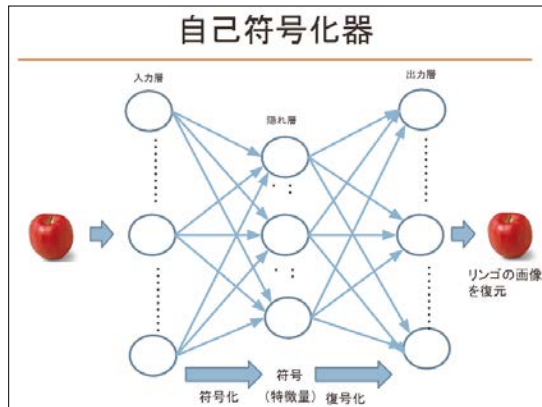 自己符号化器
入力層
隠れ層
出力層
リンゴの画像
を復元
符号化
符号
(特徴量)
復号化